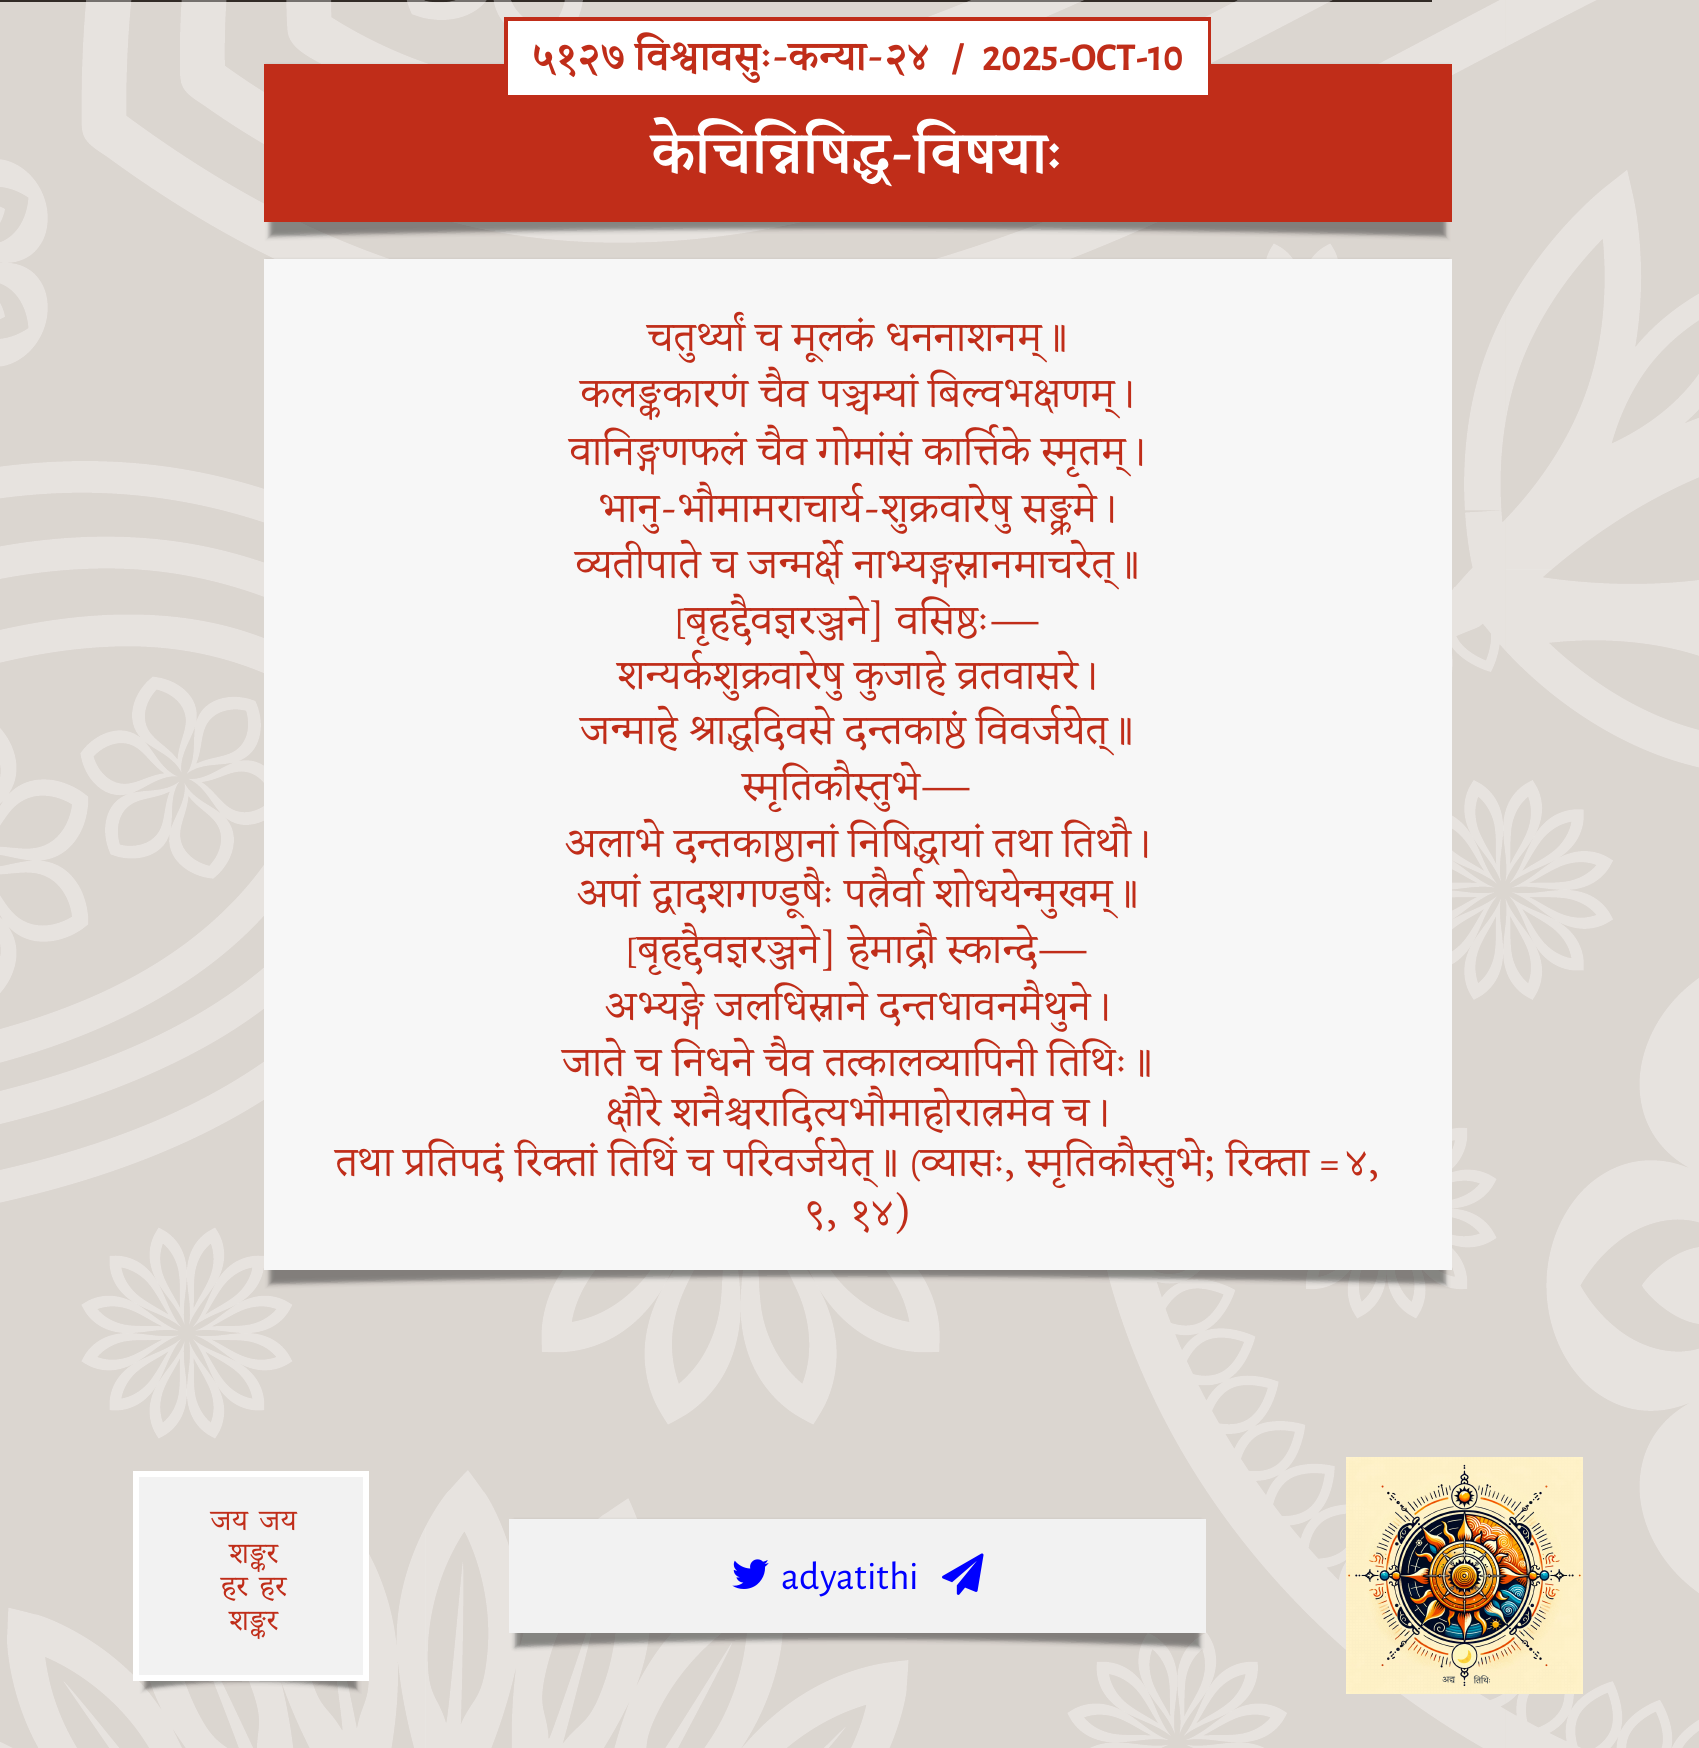 ५१२७ विश्वावसुः-कन्या-२४ / 2025-OCT-10
केचिन्निषिद्ध-विषयाः
चतुर्थ्यां च मूलकं धननाशनम्॥
कलङ्ककारणं चैव पञ्चम्यां बिल्वभक्षणम्।
वानिङ्गणफलं चैव गोमांसं कार्त्तिके स्मृतम्।
भानु-भौमामराचार्य-शुक्रवारेषु सङ्क्रमे।
व्यतीपाते च जन्मर्क्षे नाभ्यङ्गस्नानमाचरेत्॥
[बृहद्दैवज्ञरञ्जने] वसिष्ठः—
शन्यर्कशुक्रवारेषु कुजाहे व्रतवासरे।
जन्माहे श्राद्धदिवसे दन्तकाष्ठं विवर्जयेत्॥
स्मृतिकौस्तुभे—
अलाभे दन्तकाष्ठानां निषिद्धायां तथा तिथौ।
अपां द्वादशगण्डूषैः पत्रैर्वा शोधयेन्मुखम्॥
[बृहद्दैवज्ञरञ्जने] हेमाद्रौ स्कान्दे—
अभ्यङ्गे जलधिस्नाने दन्तधावनमैथुने।
जाते च निधने चैव तत्कालव्यापिनी तिथिः॥
क्षौरे शनैश्चरादित्यभौमाहोरात्रमेव च।
तथा प्रतिपदं रिक्तां तिथिं च परिवर्जयेत्॥ (व्यासः, स्मृतिकौस्तुभे; रिक्ता = ४,
९, १४)
जय जय
शङ्कर
हर हर
शङ्कर
adyatithi
अद्य तिथिः